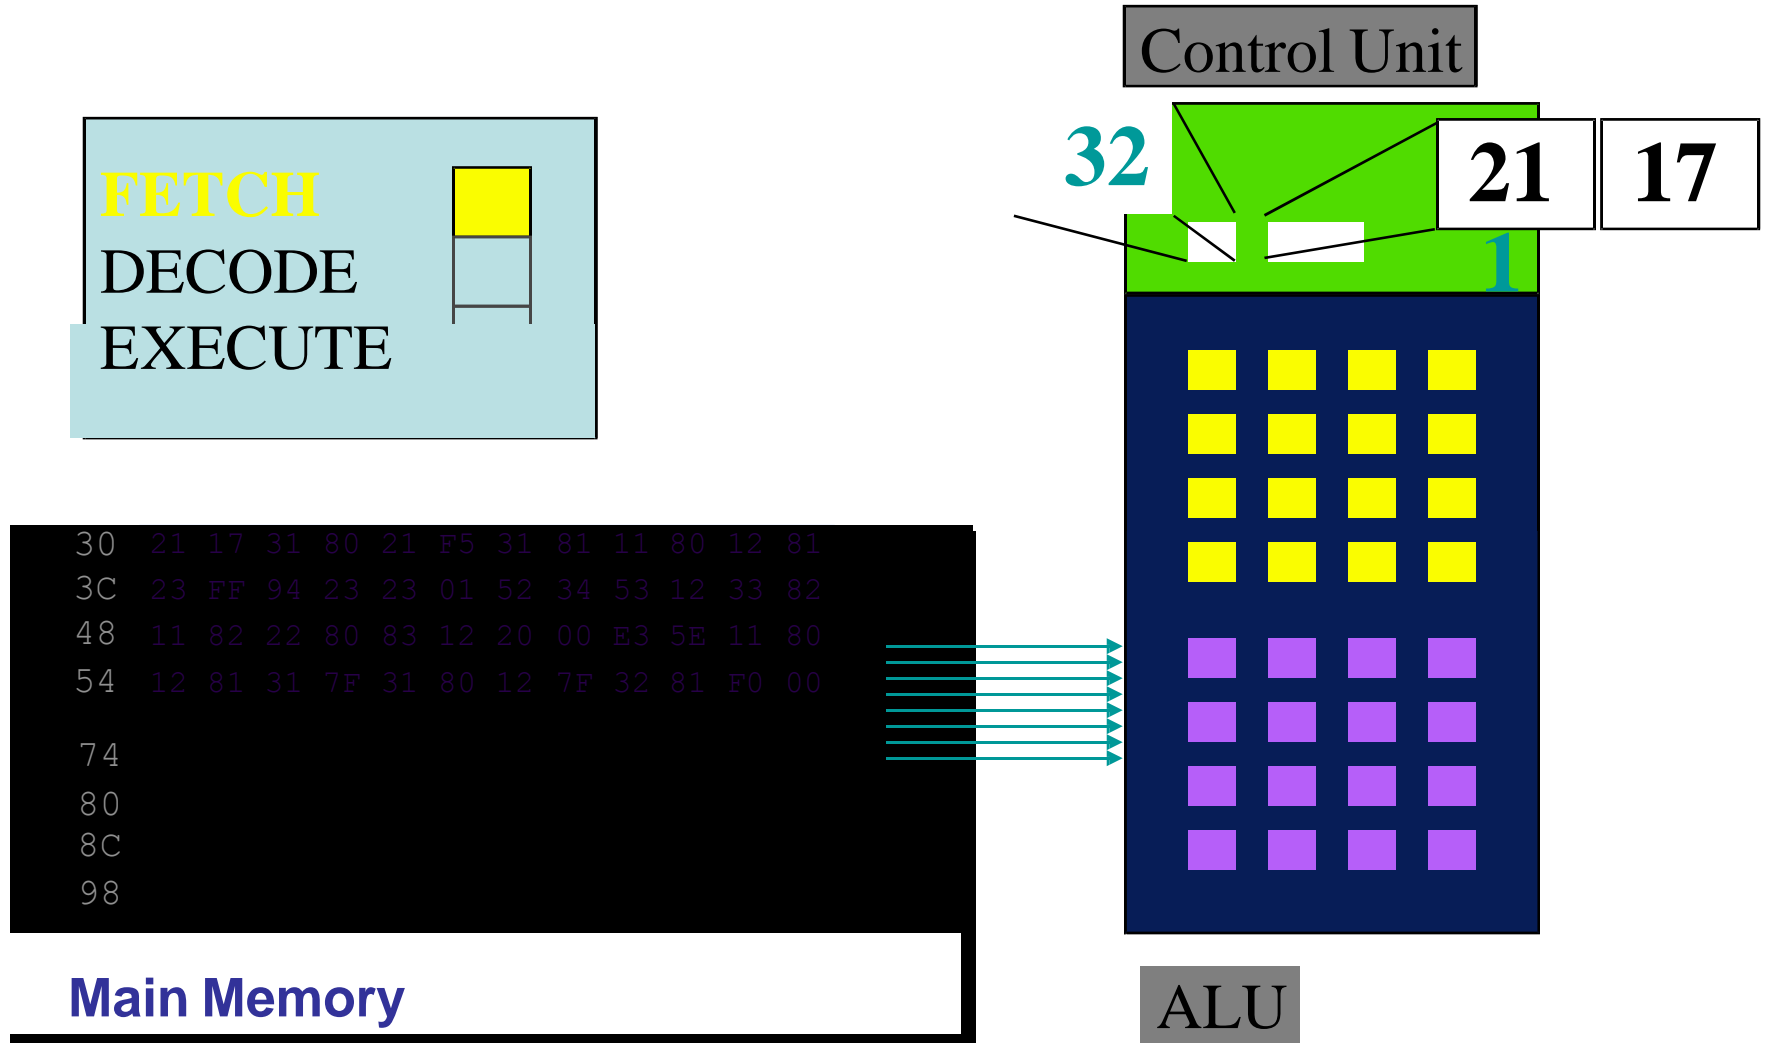 Control Unit
32
21 17
1
FETCH
DECODE
EXECUTE
30 21 17 31 80 21 F5 31 81 11 80 12 81
3C 23 FF 94 23 23 01 52 34 53 12 33 82
48 11 82 22 80 83 12 20 00 E3 5E 11 80
54 12 81 31 7F 31 80 12 7F 32 81 F0 00
74
80
8C
98
Main Memory
ALU